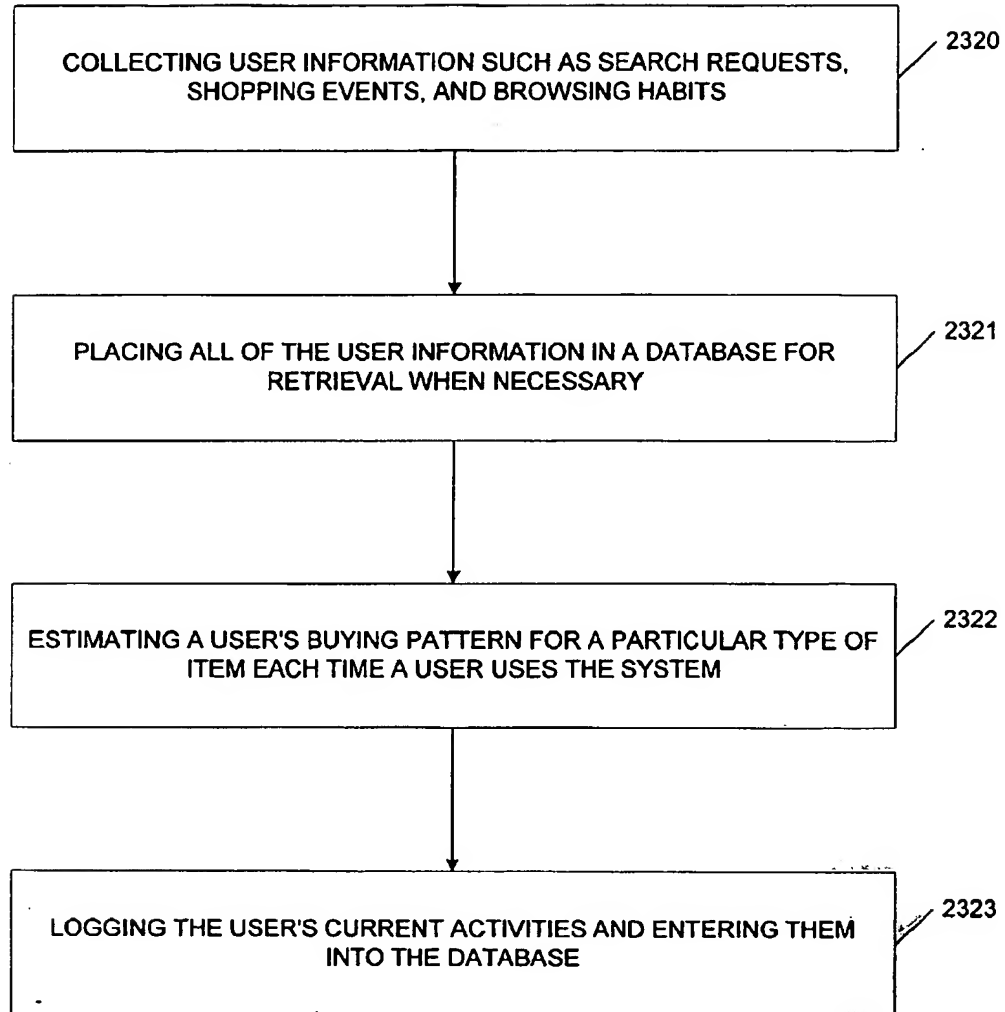 2320
COLLECTING USER INFORMATION SUCH AS SEARCH REQUESTS,
SHOPPING EVENTS, AND BROWSING HABITS
2321
PLACING ALL OF THE USER INFORMATION IN A DATABASE FOR
RETRIEVAL WHEN NECESSARY
2322
ESTIMATING A USER'S BUYING PATTERN FOR A PARTICULAR TYPE OF
ITEM EACH TIME A USER USES THE SYSTEM
2323
LOGGING THE USER'S CURRENT ACTIVITIES AND ENTERING THEM
INTO THE DATABASE